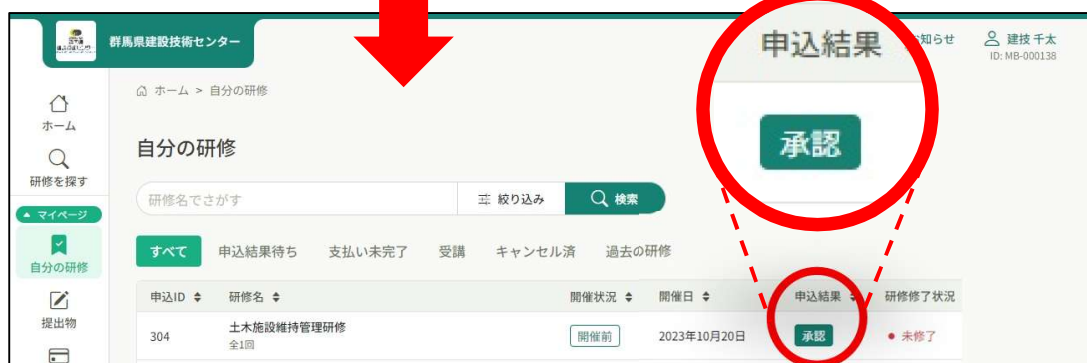 群馬県建設技術センター
お知らせ
建技 千太
ID: MB-000138
ホーム > 自分の研修
申込結果
承認
ホーム
研修を探す
マイページ
自分の研修
提出物
自分の研修
研修名でさがす
絞り込み
検索
すべて 申込結果待ち 支払い未完了 受講 キャンセル済 過去の研修
申込ID 研修名 開催状況 開催日 申込結果 研修修了状況
304 土木施設維持管理研修 開催前 2023年10月20日 承認 未修了
全1回